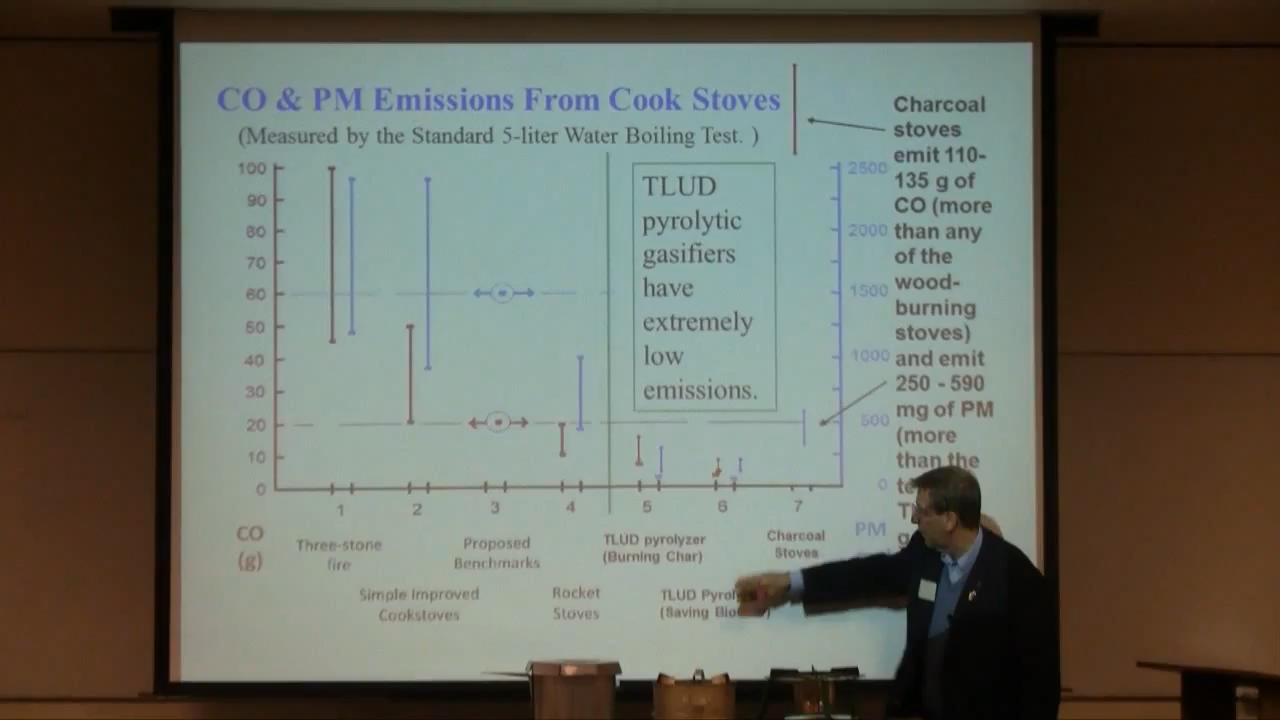 CO & PM Emissions From Cook Stoves
(Measured by the Standard 5-liter Water Boiling Test. )
100
90
80
70
60
50
40
30
20
10
0
TLUD
pyrolytic
gasifiers
have
extremely
low
emissions.
2500
2000
1500
1000
500
0
Charcoal
stoves
emit 110-
135 g of
CO (more
than any
of the
wood-
burning
stoves)
and emit
250 - 590
mg of PM
(more
than the
1
2
3
4
5
6
7
CO
(g)
PM
Three-stone
fire
Simple Improved
Cookstoves
Proposed
Benchmarks
Rocket
Stoves
TLUD pyrolyzer
(Burning Char)
TLUD
(Saving
Charcoal
Stoves